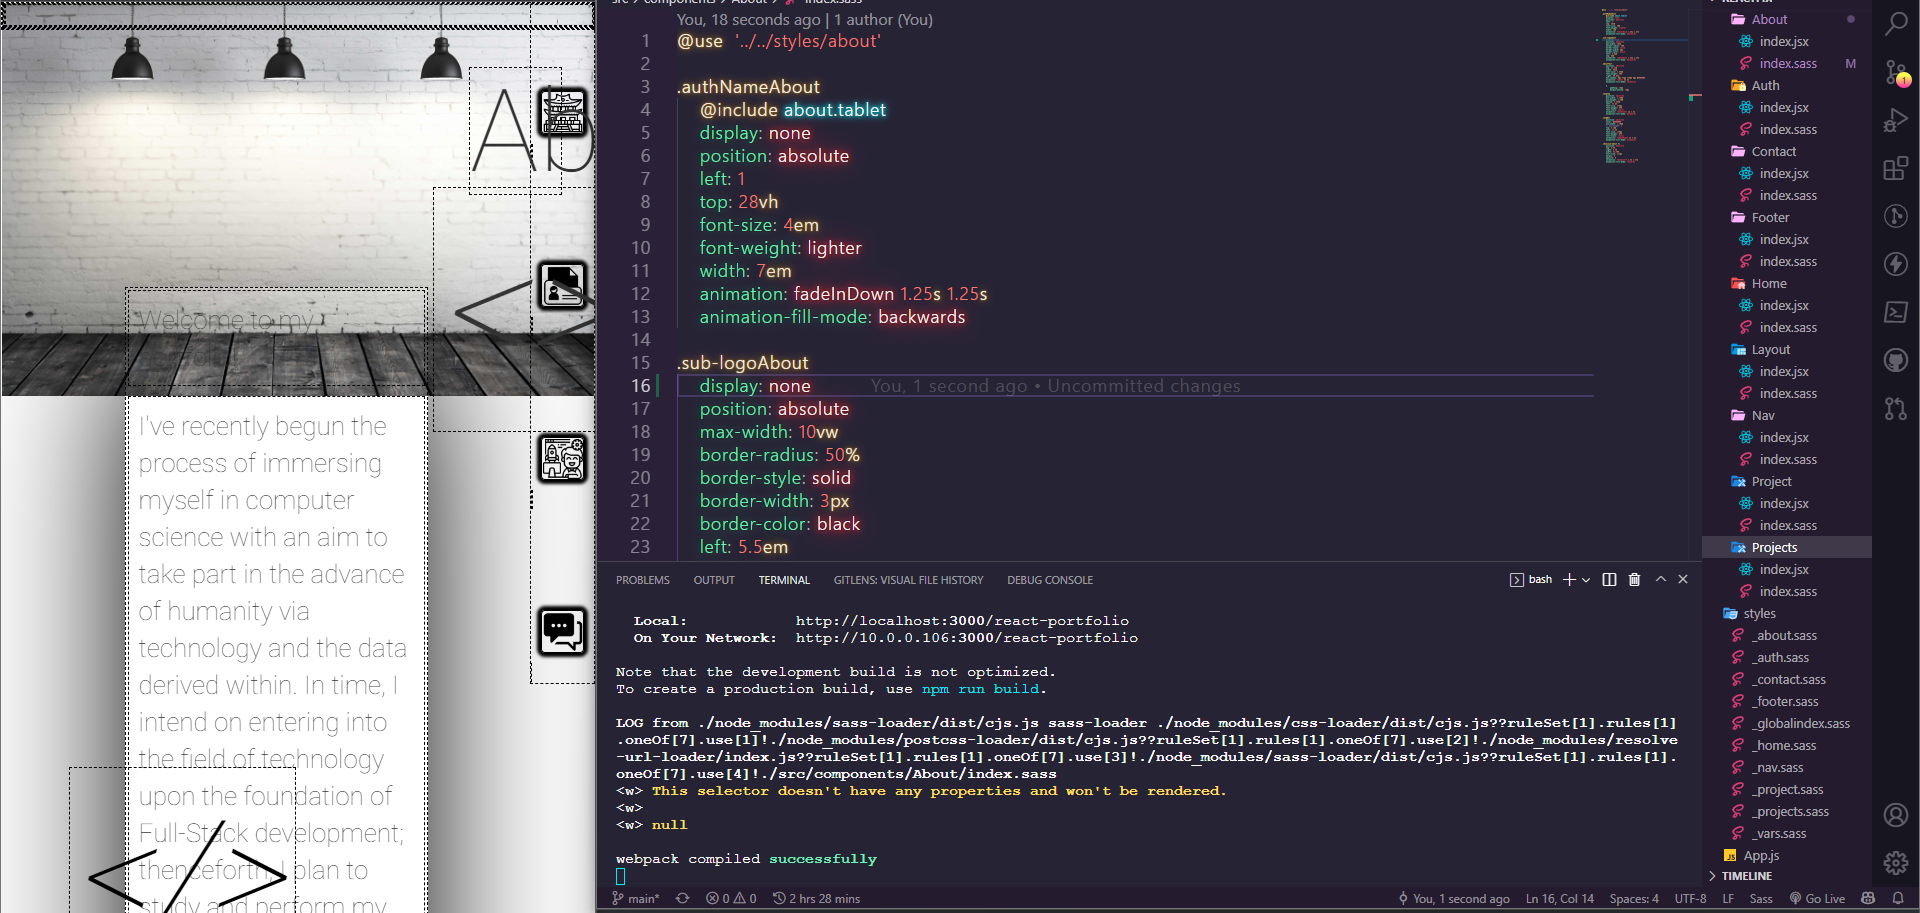 Ab
Welcome to my
I've recently begun the
process of immersing
myself in computer
science with an aim to
take part in the advance
of humanity via
technology and the data
derived within. In time, I
intend on entering into
the field of technology
upon the foundation of
Full-Stack development;
thenceforth, I plan to
study and perform my
src > components > About > index.sass
You, 18 seconds ago | 1 author (You)
1 @use '../../styles/about'
2
3 .authNameAbout
4 @include about.tablet
5 display: none
6 position: absolute
7 left: 1
8 top: 28vh
9 font-size: 4em
10 font-weight: lighter
11 width: 7em
12 animation: fadeInDown 1.25s 1.25s
13 animation-fill-mode: backwards
14
15 .sub-logoAbout
16 display: none You, 1 second ago • Uncommitted changes
17 position: absolute
18 max-width: 10vw
19 border-radius: 50%
20 border-style: solid
21 border-width: 3px
22 border-color: black
23 left: 5.5em
PROBLEMS OUTPUT TERMINAL GITLENS: VISUAL FILE HISTORY DEBUG CONSOLE
bash
Local: http://localhost:3000/react-portfolio
On Your Network: http://10.0.0.106:3000/react-portfolio
Note that the development build is not optimized.
To create a production build, use npm run build.
LOG from ./node_modules/sass-loader/dist/cjs.js sass-loader ./node_modules/css-loader/dist/cjs.js??ruleSet[1].rules[1]
.oneOf[7].use[1]!./node_modules/postcss-loader/dist/cjs.js??ruleSet[1].rules[1].oneOf[7].use[2]!./node_modules/resolve
-url-loader/index.js??ruleSet[1].rules[1].oneOf[7].use[3]!./node_modules/sass-loader/dist/cjs.js??ruleSet[1].rules[1].
oneOf[7].use[4]!./src/components/About/index.sass
<w> This selector doesn't have any properties and won't be rendered.
<w>
<w> null
webpack compiled successfully
About
index.jsx
index.sass M
Auth
index.jsx
index.sass
Contact
index.jsx
index.sass
Footer
index.jsx
index.sass
Home
index.jsx
index.sass
Layout
index.jsx
index.sass
Nav
index.jsx
index.sass
Project
index.jsx
index.sass
Projects
index.jsx
index.sass
styles
_about.sass
_auth.sass
_contact.sass
_footer.sass
_globalindex.sass
_home.sass
_nav.sass
_project.sass
_projects.sass
_vars.sass
JS App.js
TIMELINE
1
main* 0 0 2 hrs 28 mins
You, 1 second ago Ln 16, Col 14 Spaces: 4 UTF-8 LF Sass Go Live